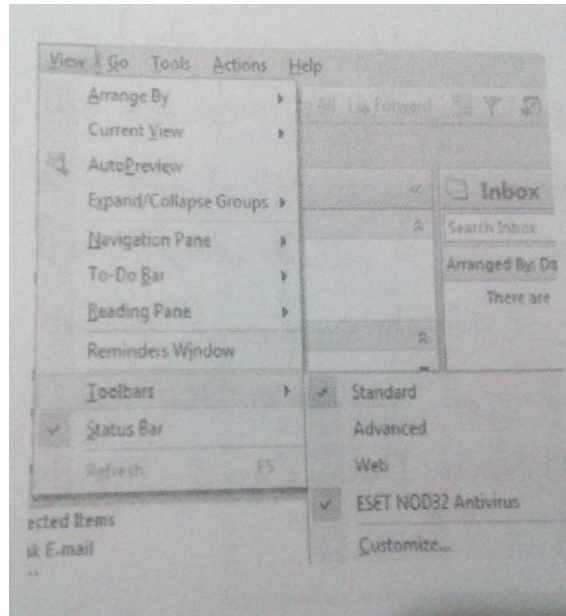 View Go Tools Actions Help
Arrange By
All Forward
Current View
AutoPreview
Expand/Collapse Groups
Inbox
Search Inbox
Navigation Pane
Arranged By: Da
To-Do Bar
There are
Reading Pane
Reminders Window
Toolbars
Standard
Status Bar
Advanced
Refresh F5
Web
ESET NOD32 Antivirus
ected Items
Customize...
k E-mail